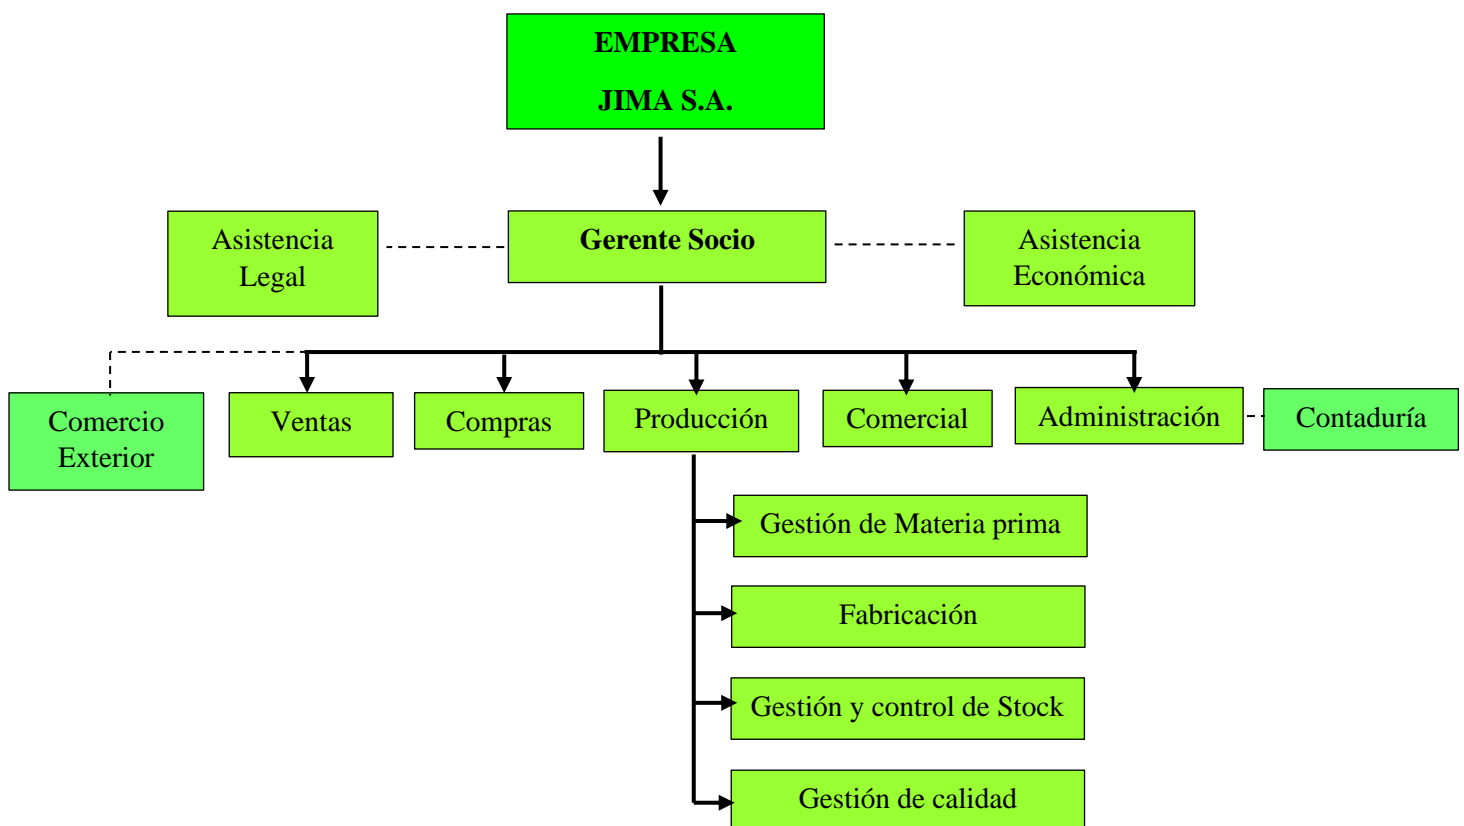 EMPRESA
JIMA S.A.
Asistencia
Legal
Gerente Socio
Asistencia
Económica
Comercio
Exterior
Ventas
Compras
Producción
Comercial
Administración
Contaduría
Gestión de Materia prima
Fabricación
Gestión y control de Stock
Gestión de calidad